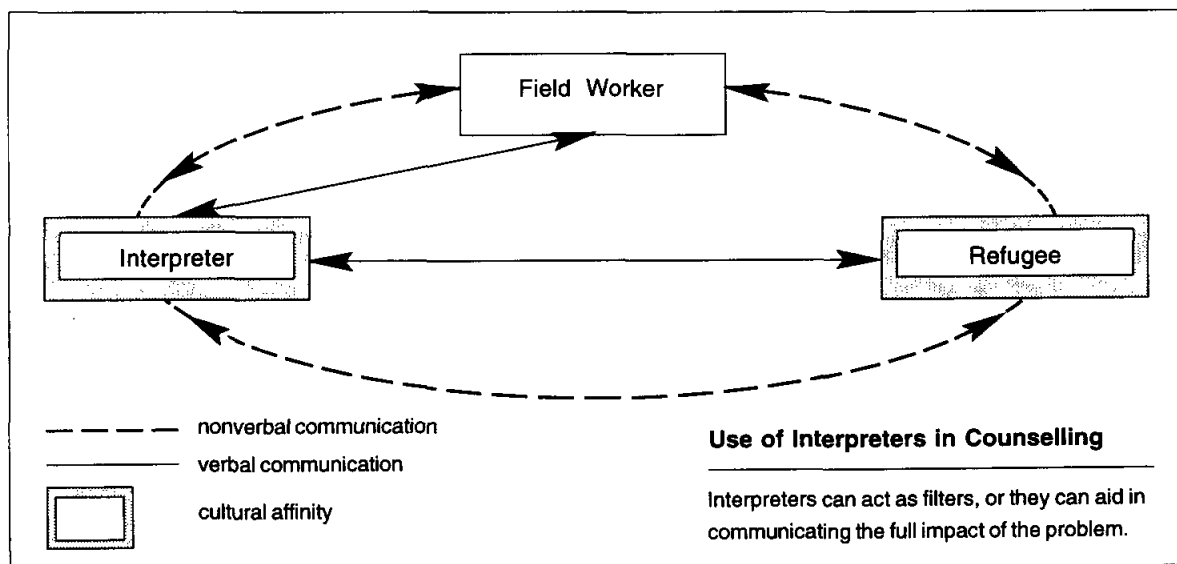 Field Worker
Interpreter
Refugee
nonverbal communication
verbal communication
cultural affinity
Use of Interpreters in Counselling
Interpreters can act as filters, or they can aid in
communicating the full impact of the problem.